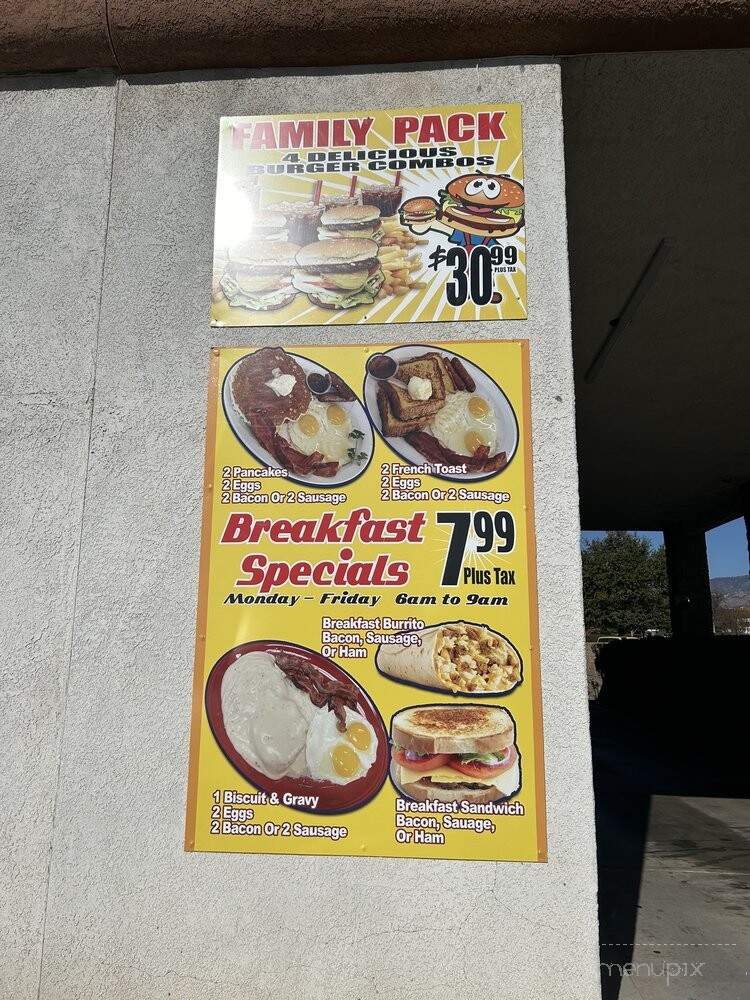 FAMILY PACK
4 DELICIOUS
BURGER COMBOS
$30.99
PLUS TAX
2 Pancakes
2 Eggs
2 Bacon Or 2 Sausage
2 French Toast
2 Eggs
2 Bacon Or 2 Sausage
Breakfast
Specials
7 99
Plus Tax
Monday - Friday 6am to 9am
Breakfast Burrito
Bacon, Sausage,
Or Ham
1 Biscuit & Gravy
2 Eggs
2 Bacon Or 2 Sausage
Breakfast Sandwich
Bacon, Sauage,
Or Ham
menupix